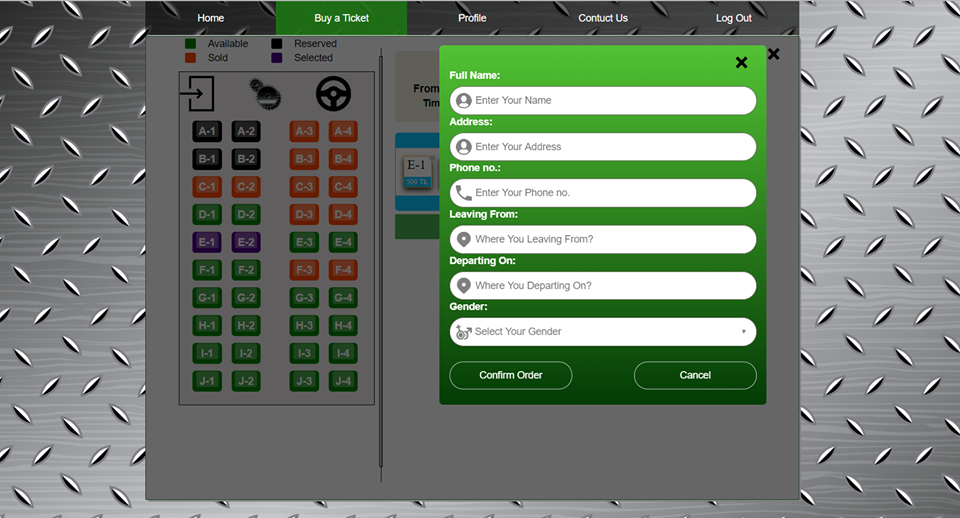 Home Buy a Ticket Profile Contuct Us Log Out
Available Reserved
Sold Selected
A-1 A-2 A-3 A-4
B-1 B-2 B-3 B-4
C-1 C-2 C-3 C-4
D-1 D-2 D-3 D-4
E-1 E-2 E-3 E-4
F-1 F-2 F-3 F-4
G-1 G-2 G-3 G-4
H-1 H-2 H-3 H-4
I-1 I-2 I-3 I-4
J-1 J-2 J-3 J-4
From
Tim
E-1
500 Tk
Full Name:
Enter Your Name
Address:
Enter Your Address
Phone no.:
Enter Your Phone no.
Leaving From:
Where You Leaving From?
Departing On:
Where You Departing On?
Gender:
Select Your Gender
Confirm Order Cancel